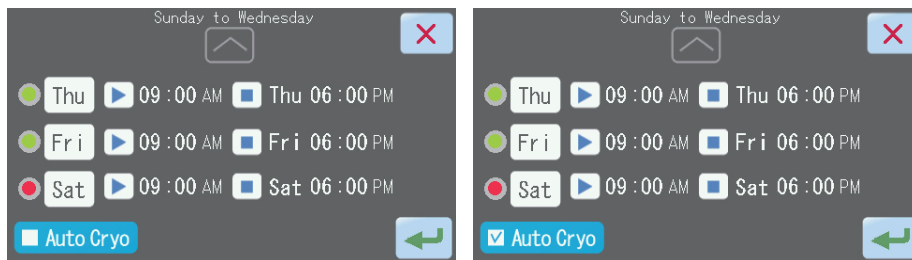 Sunday to Wednesday
Thu 09:00 AM Thu 06:00 PM
Fri 09:00 AM Fri 06:00 PM
Sat 09:00 AM Sat 06:00 PM
Auto Cryo
Sunday to Wednesday
Thu 09:00 AM Thu 06:00 PM
Fri 09:00 AM Fri 06:00 PM
Sat 09:00 AM Sat 06:00 PM
Auto Cryo